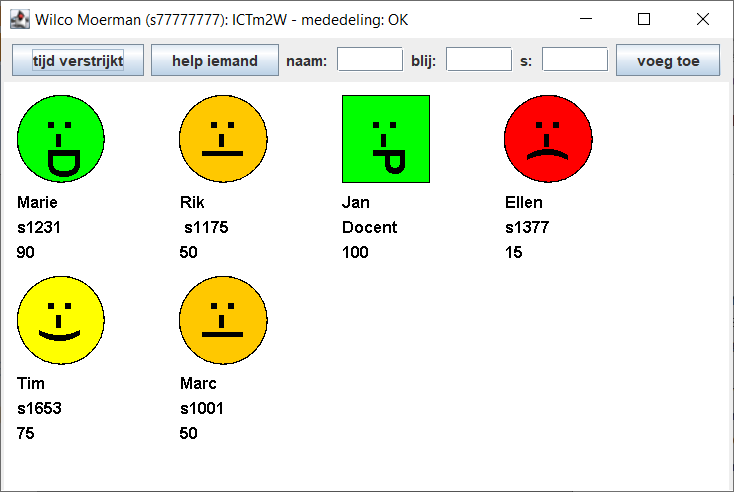 Wilco Moerman (s77777777): ICTm2W - mededeling: OK
tijd verstrijkt help iemand naam: blij: s: voeg toe
Marie Rik Jan Ellen
s1231 s1175 Docent s1377
90 50 100 15
Tim Marc
s1653 s1001
75 50